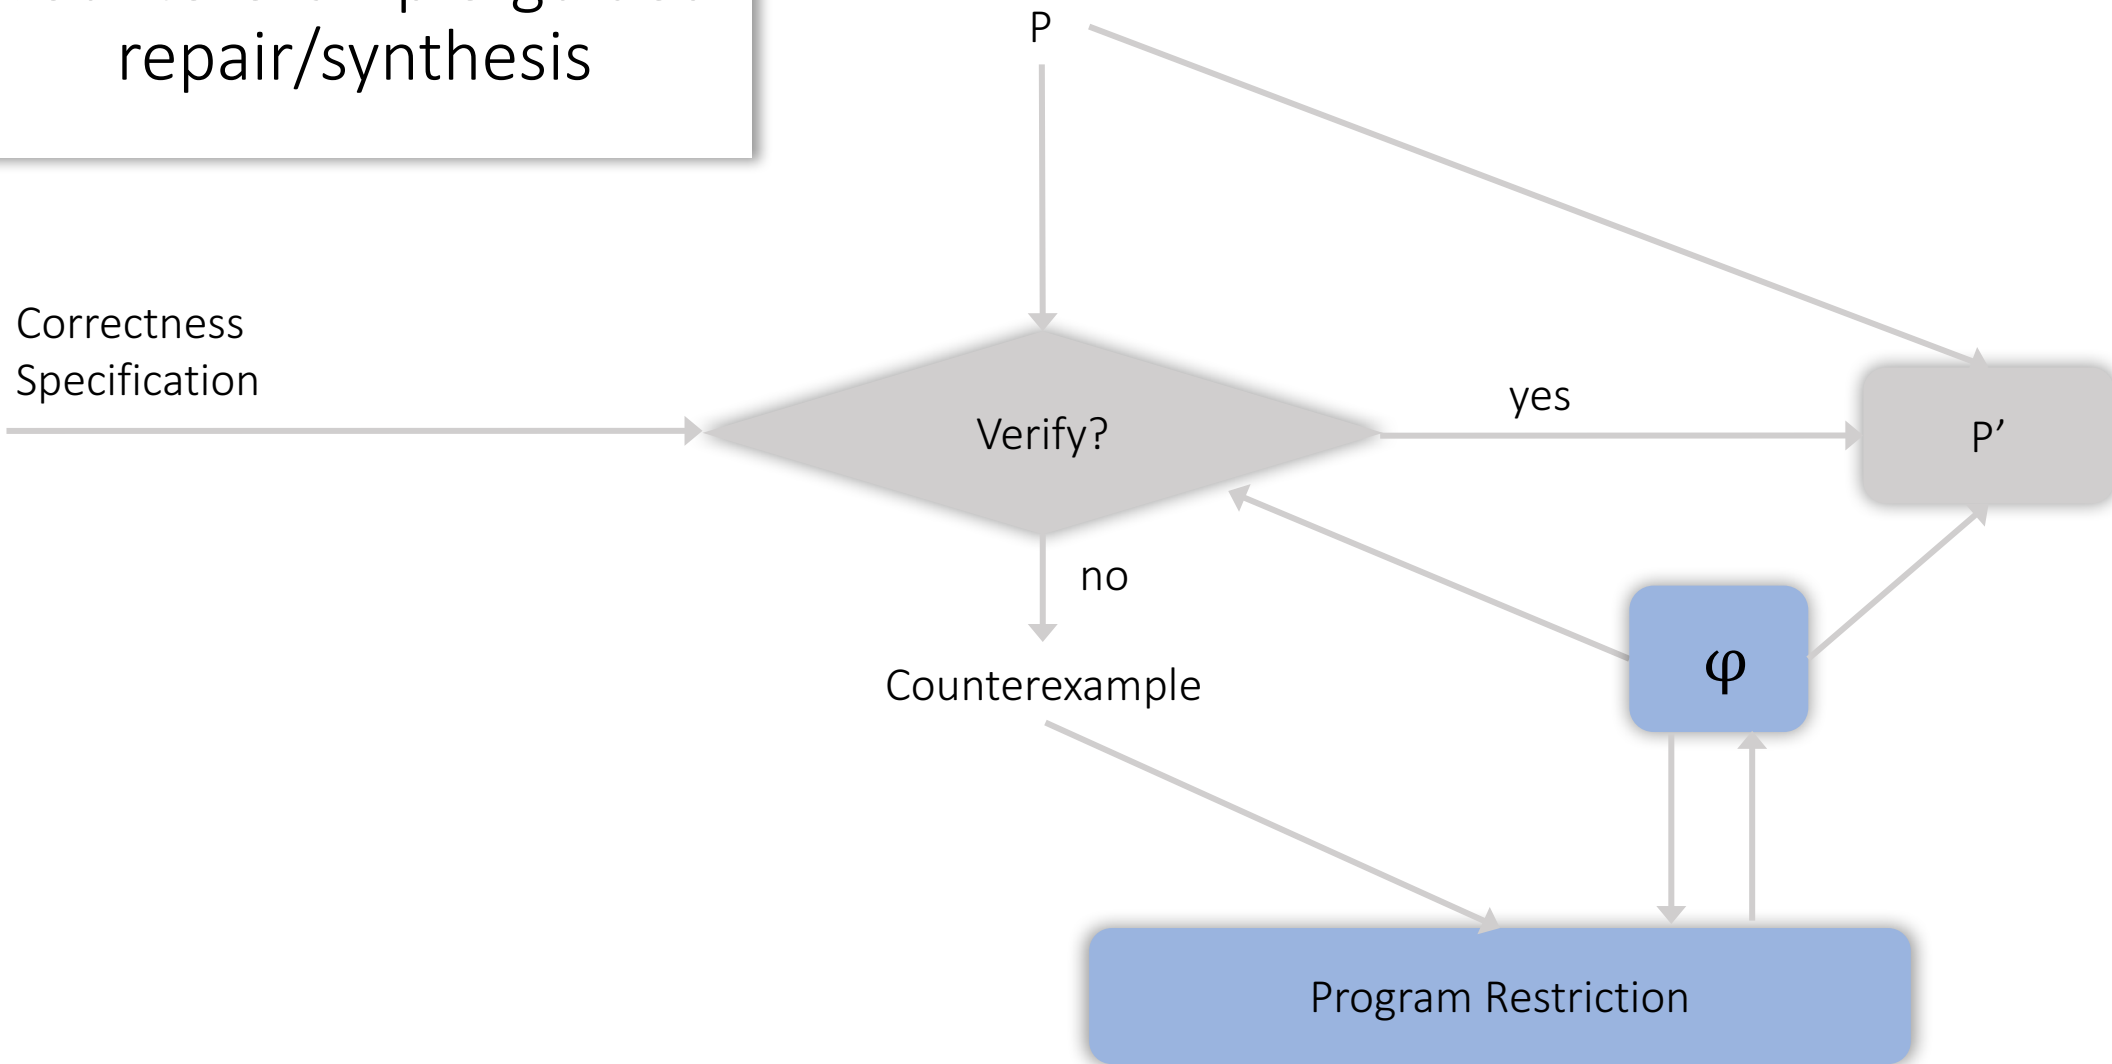 repair/synthesis
P
Correctness
Specification
Verify?
yes
P’
no
φ
Counterexample
Program Restriction